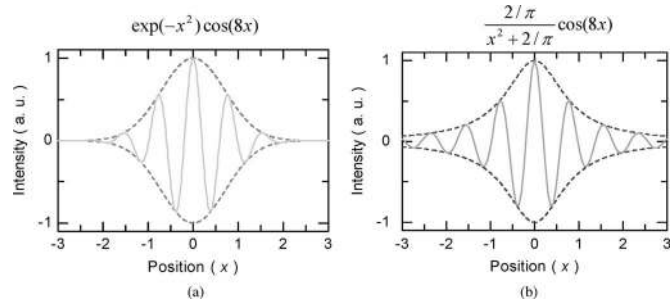 exp(−x²)cos(8x)
Intensity ( a. u. )
1
0
-1
-3 -2 -1 0 1 2 3
Position ( x )
(a)
2/π
x² + 2/π
cos(8x)
Intensity ( a. u. )
1
0
-1
-3 -2 -1 0 1 2 3
Position ( x )
(b)